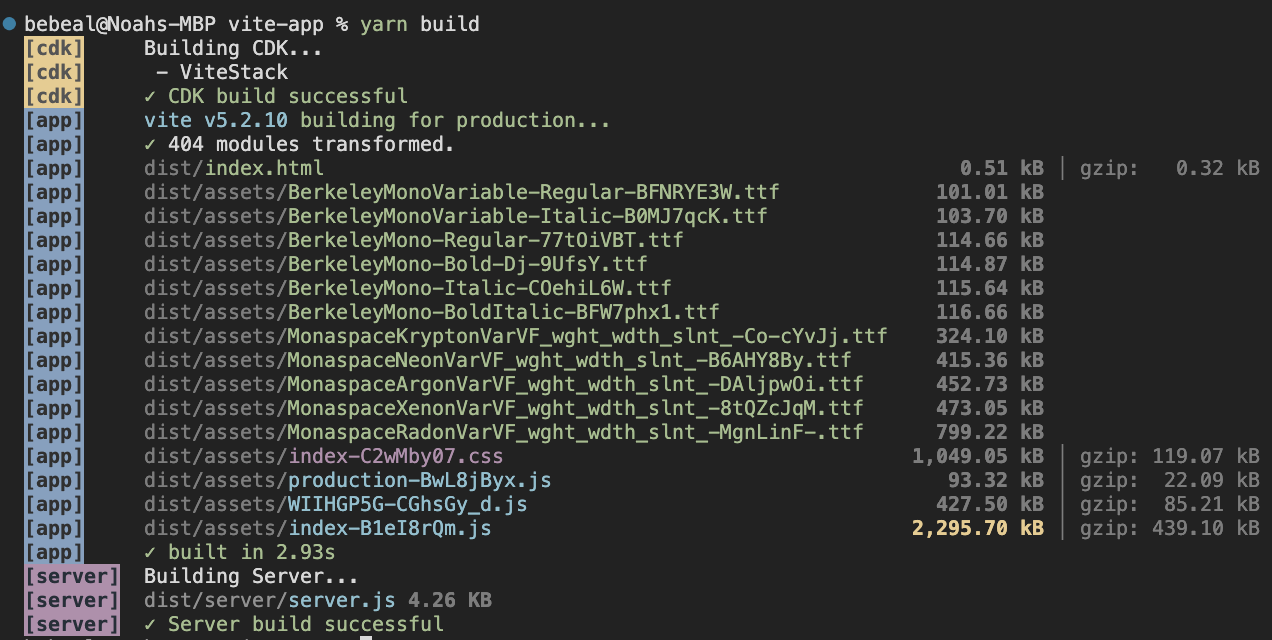 bebeal@Noahs-MBP vite-app % yarn build
[cdk] Building CDK...
[cdk] - ViteStack
[cdk] ✓ CDK build successful
[app] vite v5.2.10 building for production...
[app] ✓ 404 modules transformed.
[app] dist/index.html 0.51 kB │ gzip: 0.32 kB
[app] dist/assets/BerkeleyMonoVariable-Regular-BFNRYE3W.ttf 101.01 kB
[app] dist/assets/BerkeleyMonoVariable-Italic-B0MJ7qcK.ttf 103.70 kB
[app] dist/assets/BerkeleyMono-Regular-77tOiVBT.ttf 114.66 kB
[app] dist/assets/BerkeleyMono-Bold-Dj-9UfsY.ttf 114.87 kB
[app] dist/assets/BerkeleyMono-Italic-COehiL6W.ttf 115.64 kB
[app] dist/assets/BerkeleyMono-BoldItalic-BFW7phx1.ttf 116.66 kB
[app] dist/assets/MonaspaceKryptonVarVF_wght_wdth_slnt_-Co-cYvJj.ttf 324.10 kB
[app] dist/assets/MonaspaceNeonVarVF_wght_wdth_slnt_-B6AHY8By.ttf 415.36 kB
[app] dist/assets/MonaspaceArgonVarVF_wght_wdth_slnt_-DAljpwOi.ttf 452.73 kB
[app] dist/assets/MonaspaceXenonVarVF_wght_wdth_slnt_-8tQZcJqM.ttf 473.05 kB
[app] dist/assets/MonaspaceRadonVarVF_wght_wdth_slnt_-MgnLinF-.ttf 799.22 kB
[app] dist/assets/index-C2wMby07.css 1,049.05 kB │ gzip: 119.07 kB
[app] dist/assets/production-BwL8jByx.js 93.32 kB │ gzip: 22.09 kB
[app] dist/assets/WIIHGP5G-CGhsGy_d.js 427.50 kB │ gzip: 85.21 kB
[app] dist/assets/index-B1eI8rQm.js 2,295.70 kB │ gzip: 439.10 kB
[app] ✓ built in 2.93s
[server] Building Server...
[server] dist/server/server.js 4.26 KB
[server] ✓ Server build successful